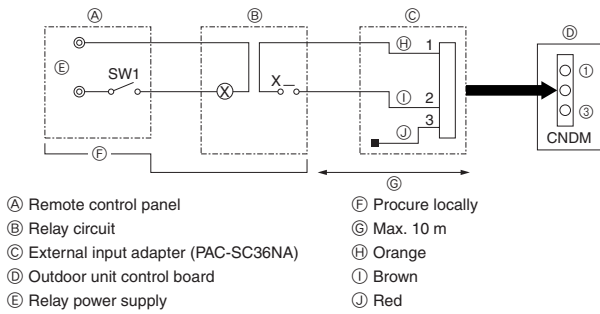 Ⓐ Ⓑ Ⓒ
Ⓓ
Ⓔ SW1 X X
Ⓗ 1
Ⓘ 2
Ⓙ 3
① ③
CNDM
Ⓕ
Ⓖ
Ⓐ Remote control panel
Ⓑ Relay circuit
Ⓒ External input adapter (PAC-SC36NA)
Ⓓ Outdoor unit control board
Ⓔ Relay power supply
Ⓕ Procure locally
Ⓖ Max. 10 m
Ⓗ Orange
Ⓘ Brown
Ⓙ Red